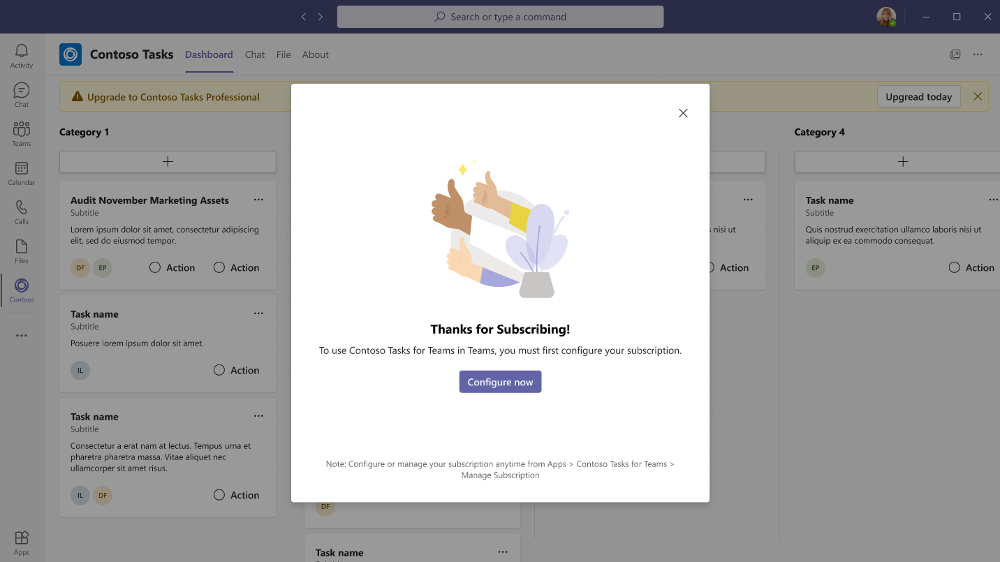 Search or type a command
Activity
Chat
Teams
Calendar
Calls
Files
Contoso
Apps
Contoso Tasks
Dashboard
Chat
File
About
Upgrade to Contoso Tasks Professional
Upgread today
Category 1
Audit November Marketing Assets
Subtitle
Lorem ipsum dolor sit amet, consectetur adipiscing
elit, sed do eiusmod tempor.
DF
EP
Action
Action
Task name
Subtitle
Posuere lorem ipsum dolor sit amet.
IL
Action
Task name
Subtitle
Consectetur a erat nam at lectus. Tempus urna et
pharetra pharetra massa. Vitae aliquet nec
ullamcorper sit amet risus.
IL
DF
Action
DF
Task name
Thanks for Subscribing!
To use Contoso Tasks for Teams in Teams, you must first configure your subscription.
Configure now
Note: Configure or manage your subscription anytime from Apps > Contoso Tasks for Teams >
Manage Subscription
nisi ut
Action
Category 4
Task name
Subtitle
Quis nostrud exercitation ullamco laboris nisi ut
aliquip ex ea commodo consequat.
EP
Action